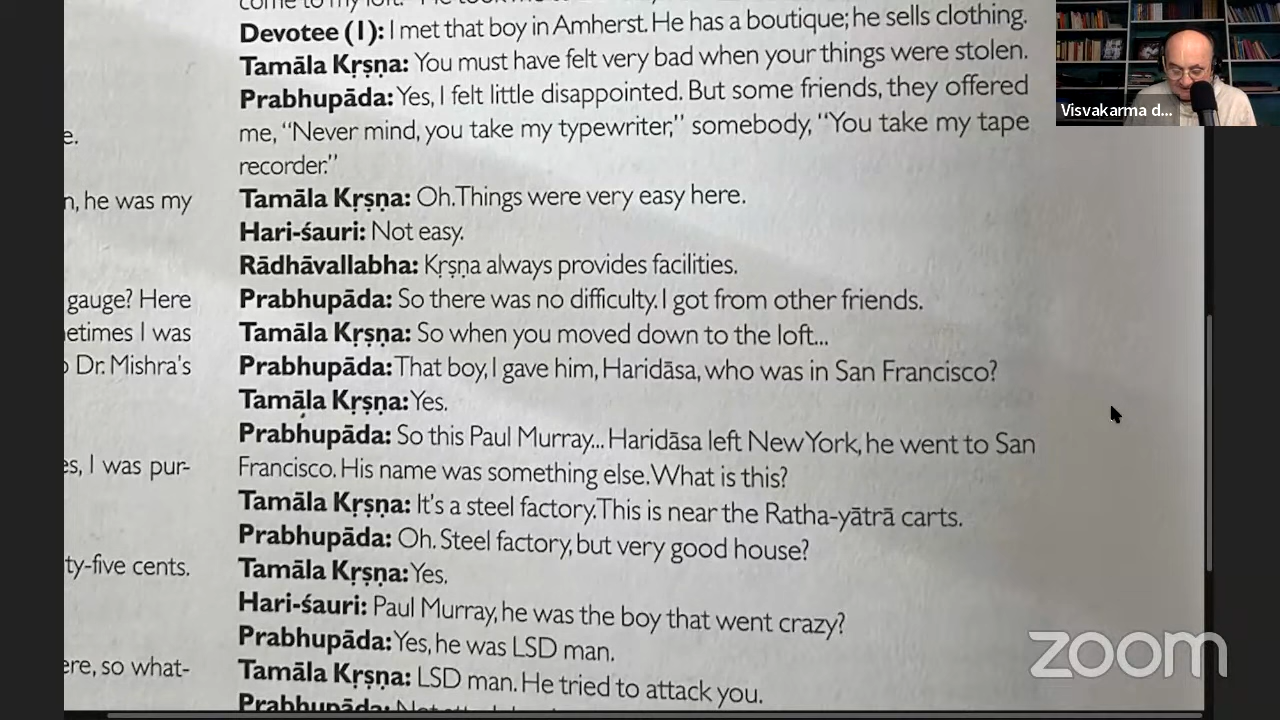 Devotee (1): I met that boy in Amherst. He has a boutique; he sells clothing.
Tamāla Kṛṣṇa: You must have felt very bad when your things were stolen.
Prabhupāda: Yes, I felt little disappointed. But some friends, they offered
me, “Never mind, you take my typewriter,” somebody, “You take my tape
recorder.”
Tamāla Kṛṣṇa: Oh. Things were very easy here.
Hari-śauri: Not easy.
Rādhāvallabha: Kṛṣṇa always provides facilities.
Prabhupāda: So there was no difficulty. I got from other friends.
Tamāla Kṛṣṇa: So when you moved down to the loft...
Prabhupāda: That boy, I gave him, Haridāsa, who was in San Francisco?
Tamāla Kṛṣṇa: Yes.
Prabhupāda: So this Paul Murray... Haridāsa left New York, he went to San
Francisco. His name was something else. What is this?
Tamāla Kṛṣṇa: It's a steel factory. This is near the Ratha-yātrā carts.
Prabhupāda: Oh. Steel factory, but very good house?
Tamāla Kṛṣṇa: Yes.
Hari-śauri: Paul Murray, he was the boy that went crazy?
Prabhupāda: Yes, he was LSD man.
Tamāla Kṛṣṇa: LSD man. He tried to attack you.
Prabhupāda:
e.
n, he was my
gauge? Here
etimes I was
Dr. Mishra's
es, I was pur-
ty-five cents.
ere, so what-
Visvakarma d...
zoom